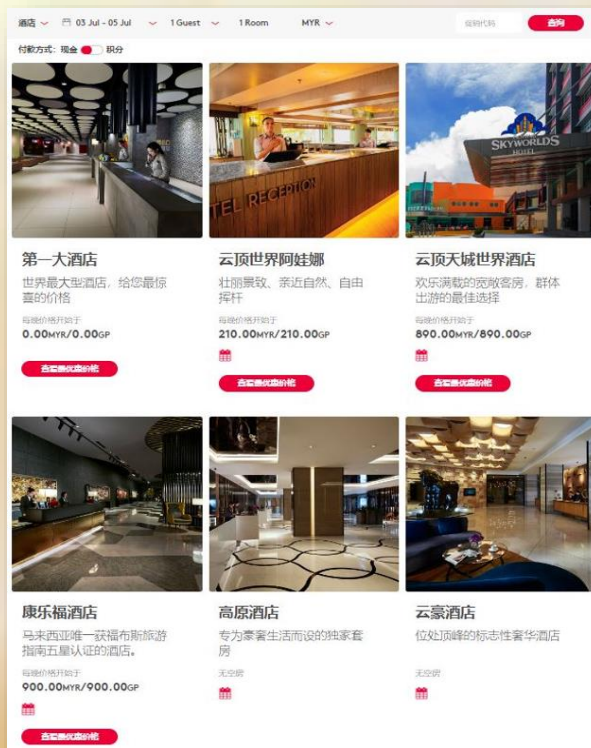 酒店 03 Jul - 05 Jul 1 Guest 1 Room MYR 促销代码 查询
付款方式: 现金 积分
TEL RECEPTION
SKYWORLDS
HOTEL
第一大酒店
世界最大型酒店，给您最惊
喜的价格
每晚价格开始于
0.00MYR/0.00GP
查看最优惠价格
云顶世界阿娃娜
壮丽景致、亲近自然、自由
挥杆
每晚价格开始于
210.00MYR/210.00GP
查看最优惠价格
云顶天城世界酒店
欢乐满载的宽敞客房，群体
出游的最佳选择
每晚价格开始于
890.00MYR/890.00GP
查看最优惠价格
康乐福酒店
马来西亚唯一获福布斯旅游
指南五星认证的酒店。
每晚价格开始于
900.00MYR/900.00GP
查看最优惠价格
高原酒店
专为豪奢生活而设的独家套
房
无空房
云豪酒店
位处顶峰的标志性奢华酒店
无空房